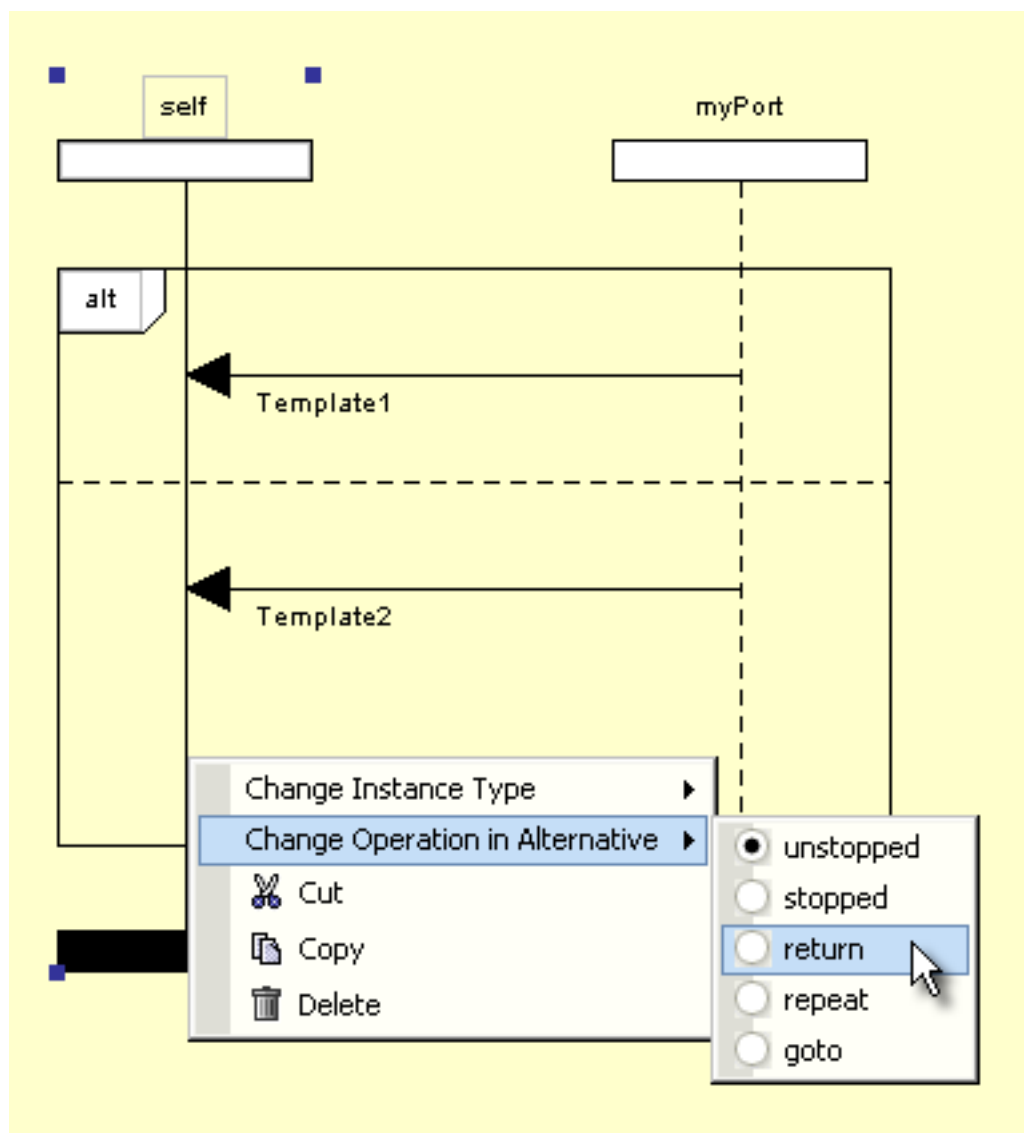 self
myPort
alt
Template1
Template2
Change Instance Type
Change Operation in Alternative
Cut
Copy
Delete
unstopped
stopped
return
repeat
goto